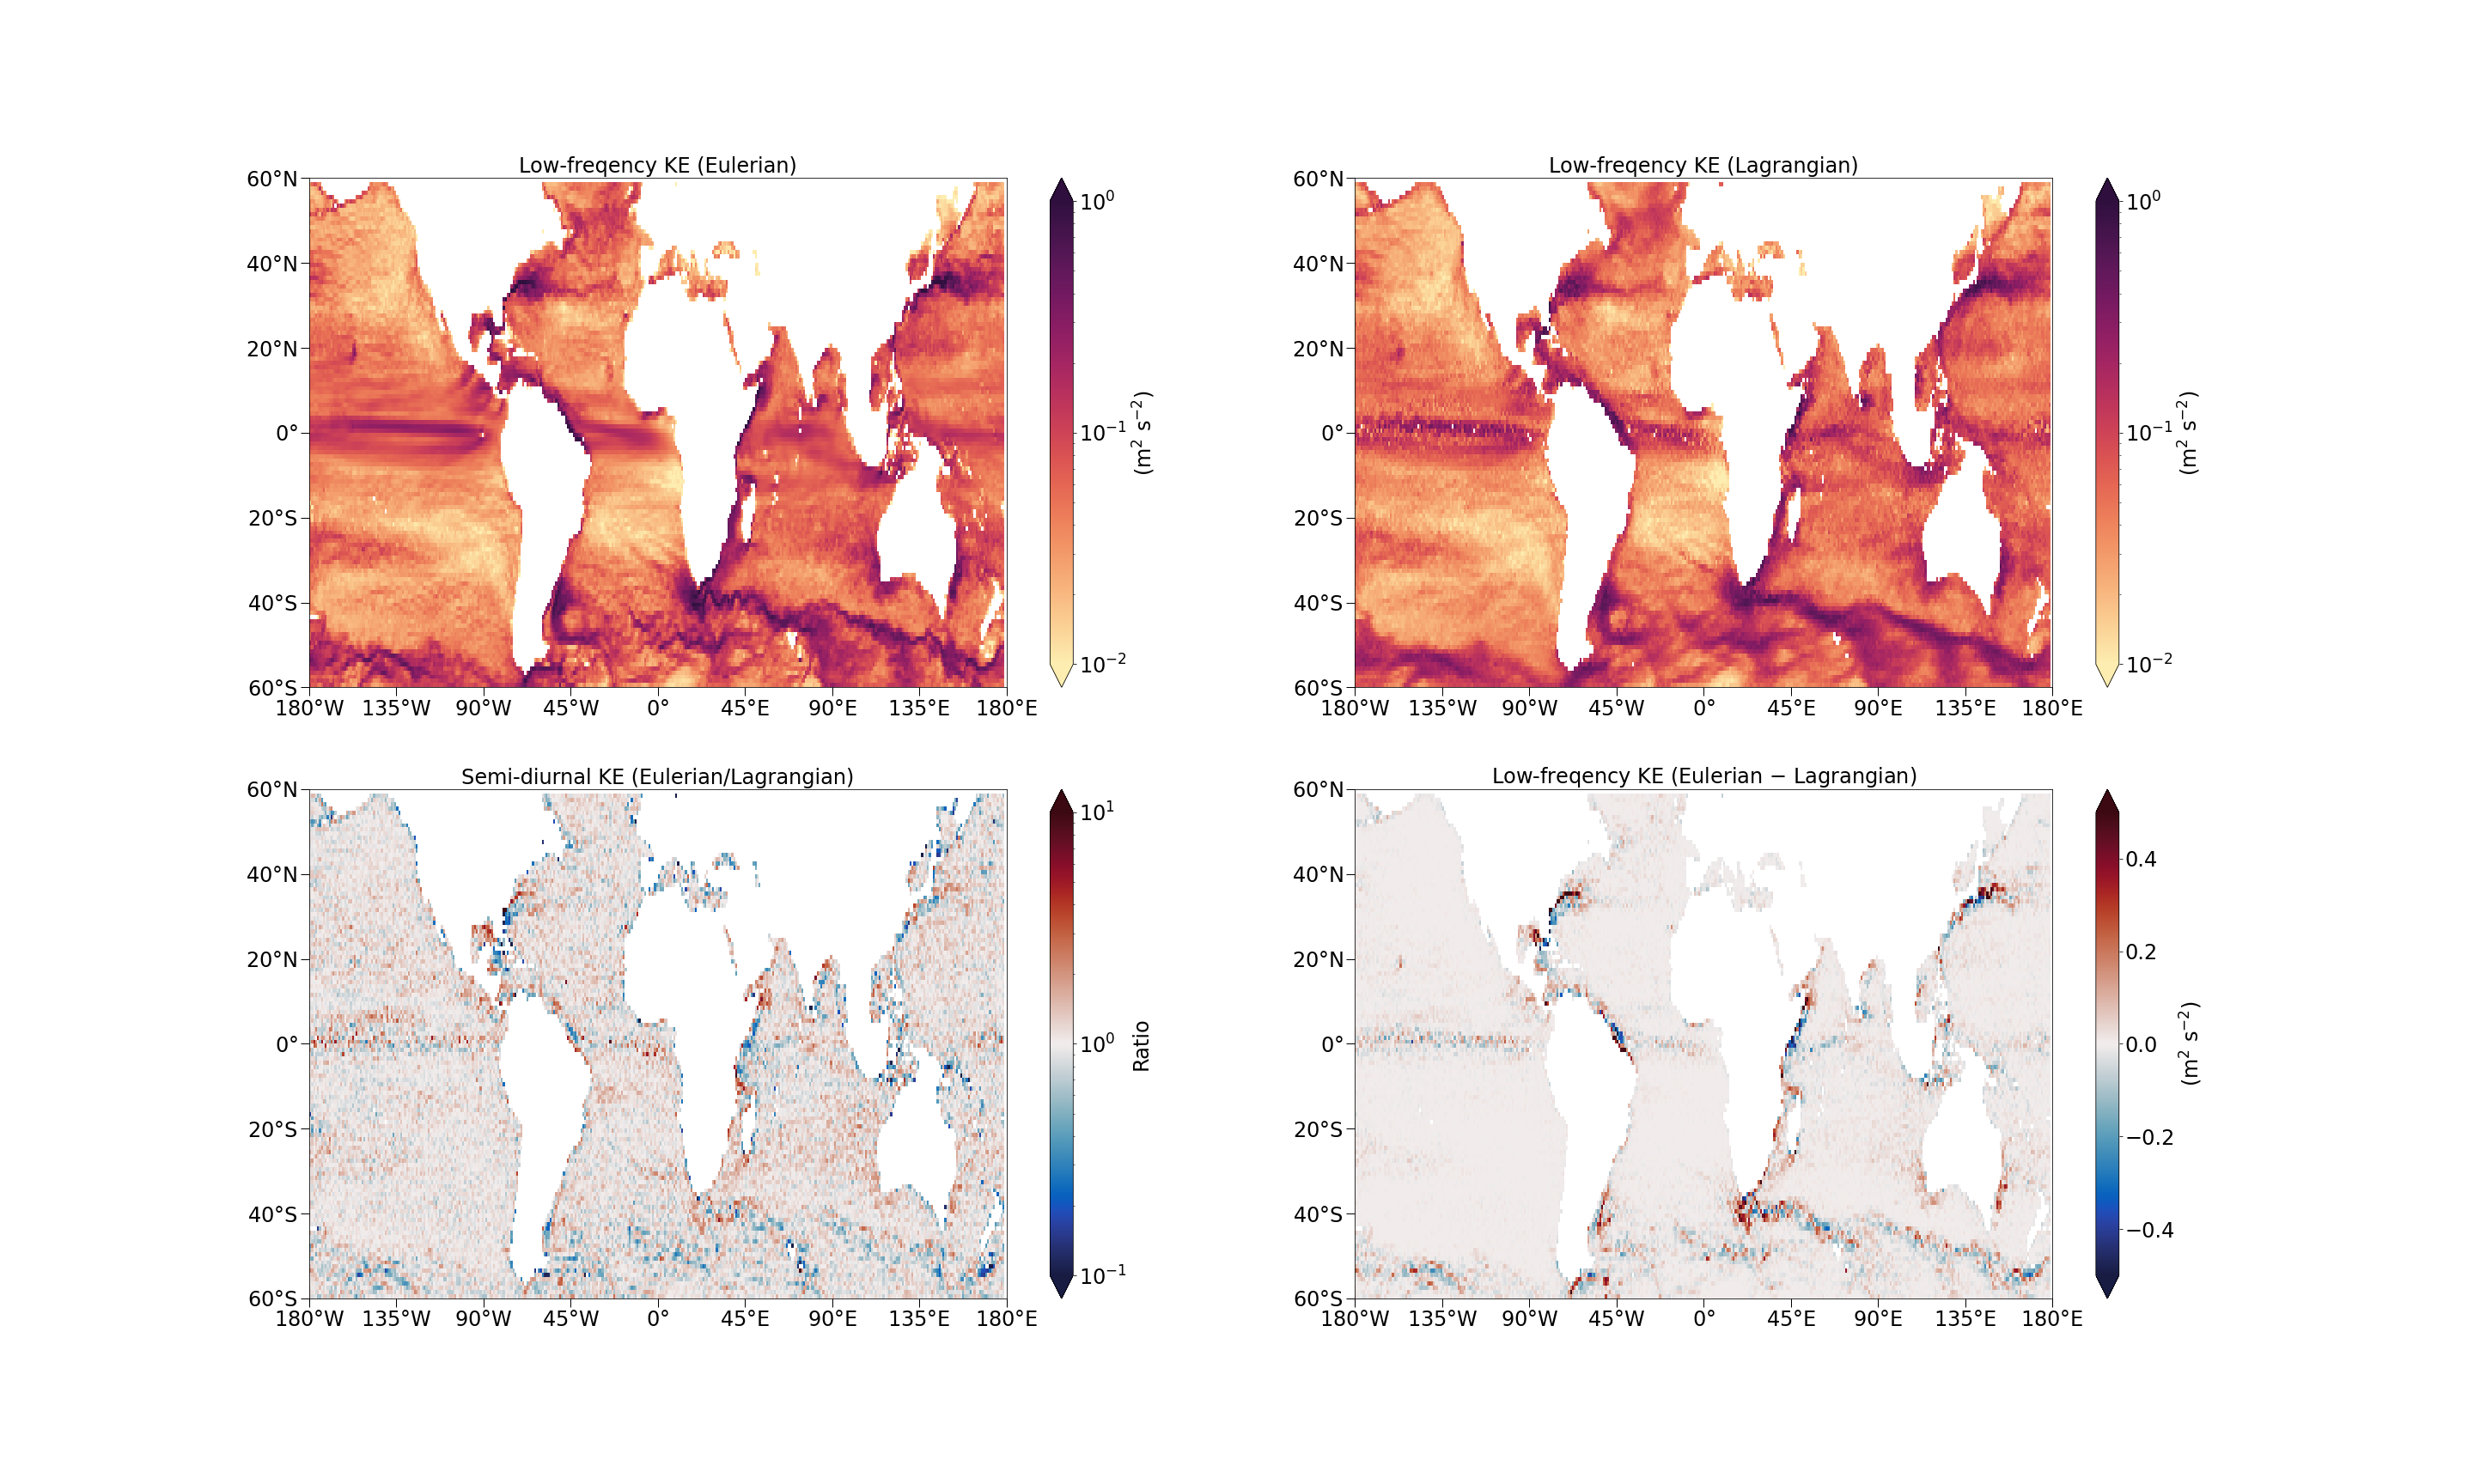 Low-freqency KE (Eulerian)
60°N
40°N
20°N
0°
20°S
40°S
60°S
180°W 135°W 90°W 45°W 0° 45°E 90°E 135°E 180°E
10⁰
10⁻¹
10⁻²
(m² s⁻²)
Low-freqency KE (Lagrangian)
60°N
40°N
20°N
0°
20°S
40°S
60°S
180°W 135°W 90°W 45°W 0° 45°E 90°E 135°E 180°E
10⁰
10⁻¹
10⁻²
(m² s⁻²)
Semi-diurnal KE (Eulerian/Lagrangian)
60°N
40°N
20°N
0°
20°S
40°S
60°S
180°W 135°W 90°W 45°W 0° 45°E 90°E 135°E 180°E
10¹
10⁰
10⁻¹
Ratio
Low-freqency KE (Eulerian − Lagrangian)
60°N
40°N
20°N
0°
20°S
40°S
60°S
180°W 135°W 90°W 45°W 0° 45°E 90°E 135°E 180°E
0.4
0.2
0.0
−0.2
−0.4
(m² s⁻²)